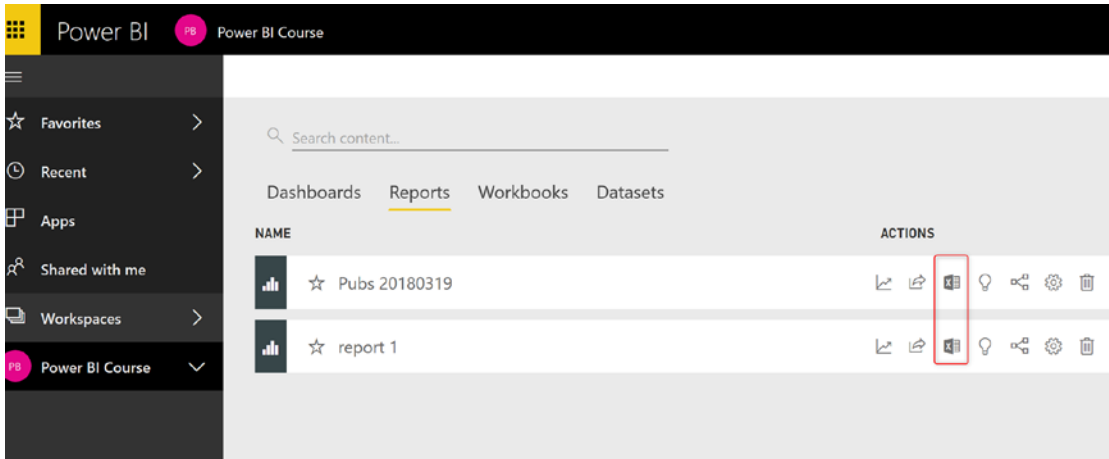 Power BI PB Power BI Course
Favorites
Recent
Apps
Shared with me
Workspaces
PB Power BI Course
Search content...
Dashboards Reports Workbooks Datasets
NAME ACTIONS
Pubs 20180319
report 1